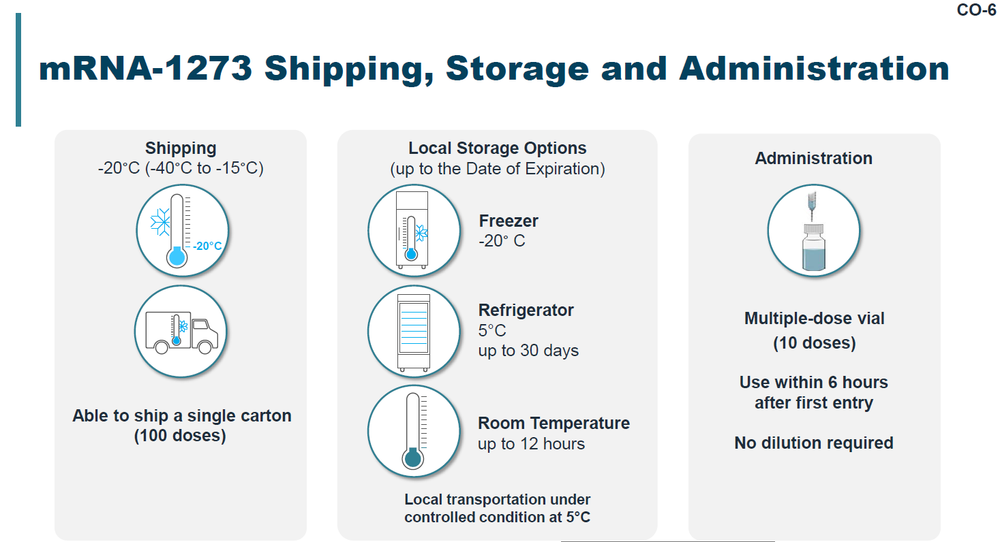 CO-6
mRNA-1273 Shipping, Storage and Administration
Shipping
-20°C (-40°C to -15°C)
-20°C
Able to ship a single carton
(100 doses)
Local Storage Options
(up to the Date of Expiration)
Freezer
-20° C
Refrigerator
5°C
up to 30 days
Room Temperature
up to 12 hours
Local transportation under
controlled condition at 5°C
Administration
Multiple-dose vial
(10 doses)
Use within 6 hours
after first entry
No dilution required